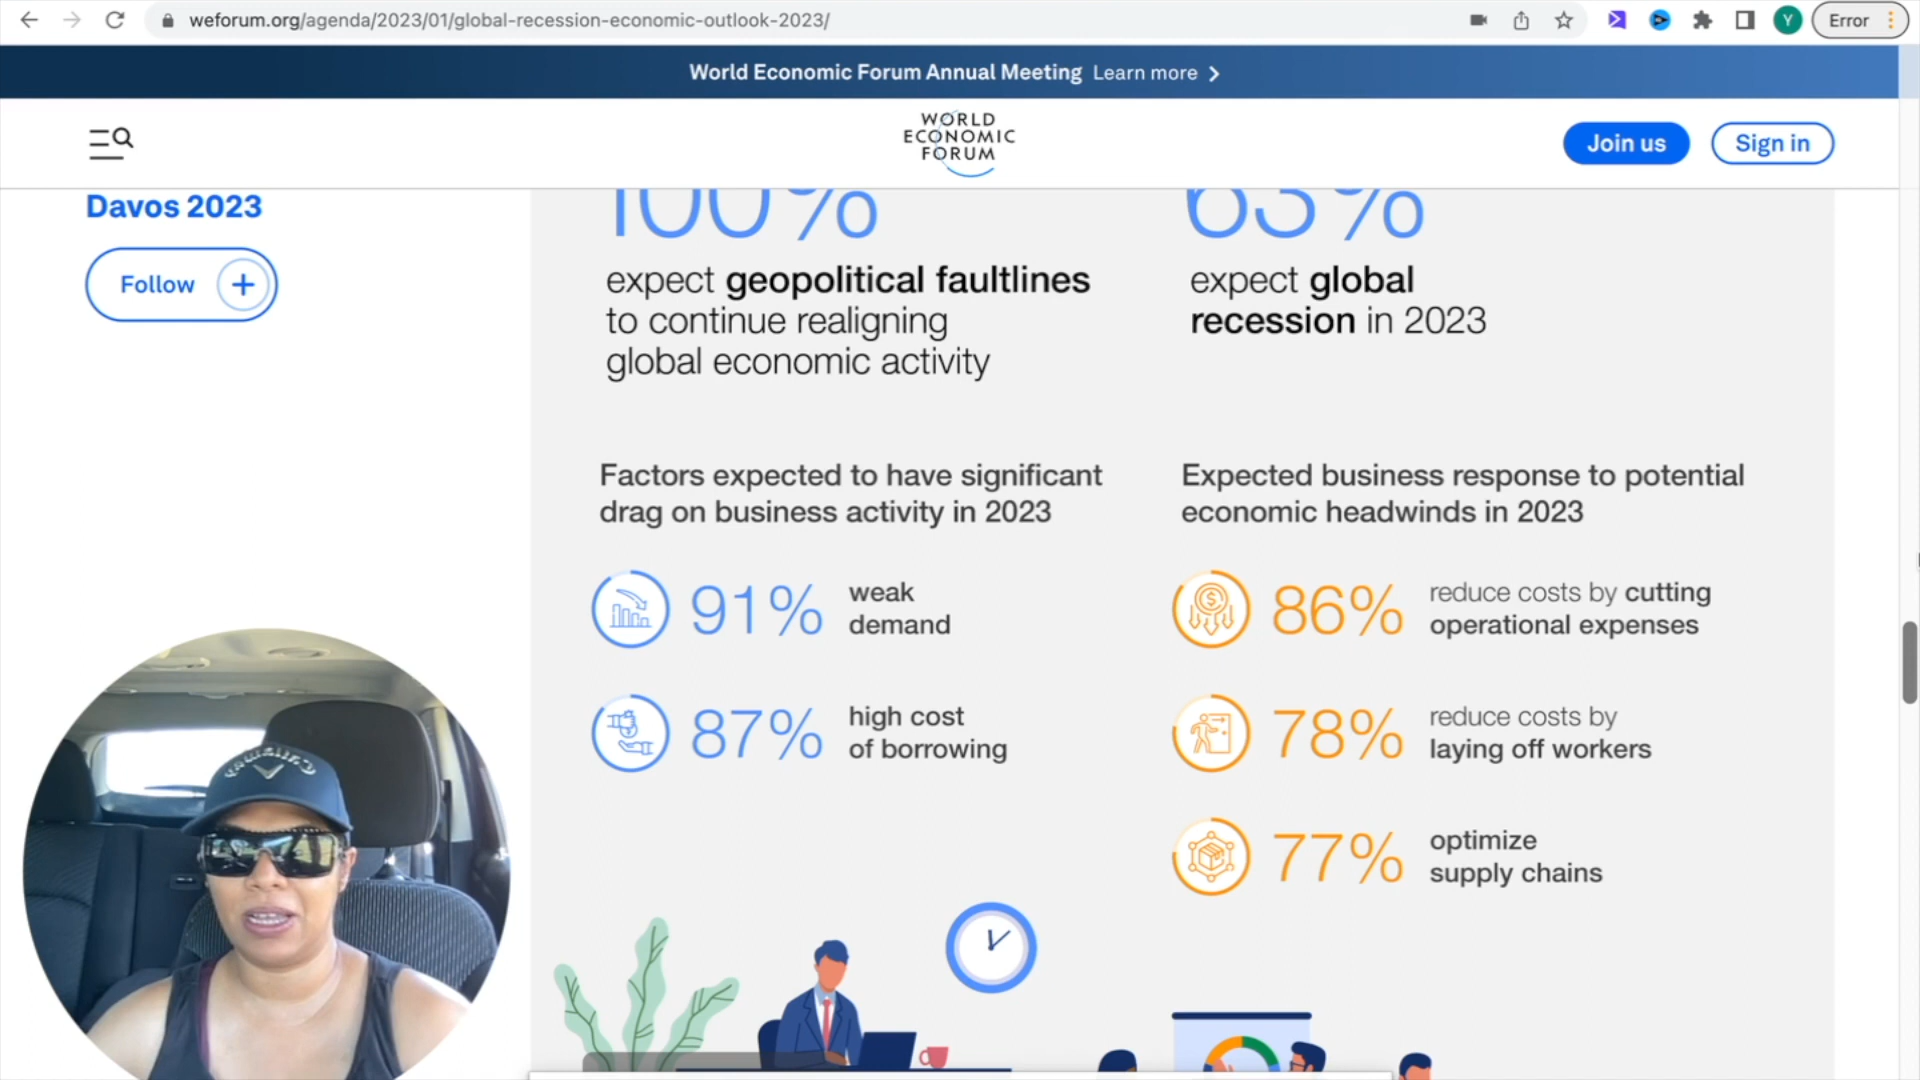 weforum.org/agenda/2023/01/global-recession-economic-outlook-2023/
Y
Error
World Economic Forum Annual Meeting Learn more
WORLD
ECONOMIC
FORUM
Join us
Sign in
Davos 2023
Follow
100%
expect geopolitical faultlines
to continue realigning
global economic activity
63%
expect global
recession in 2023
Factors expected to have significant
drag on business activity in 2023
91%
weak
demand
87%
high cost
of borrowing
Expected business response to potential
economic headwinds in 2023
86%
reduce costs by cutting
operational expenses
78%
reduce costs by
laying off workers
77%
optimize
supply chains